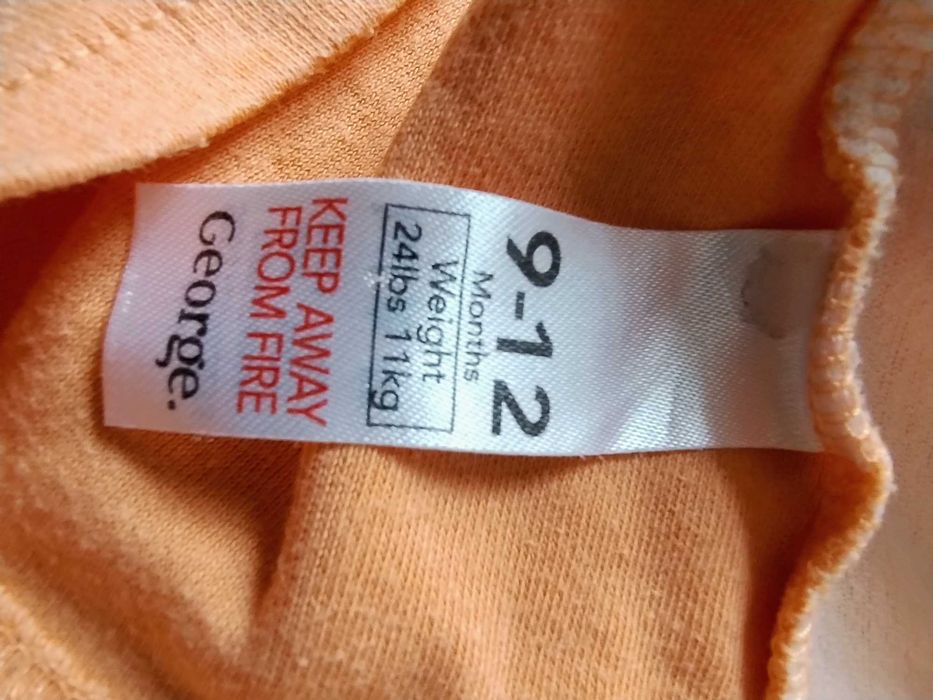 9-12
Months
Weight
24lbs 11kg
KEEP AWAY
FROM FIRE
George.